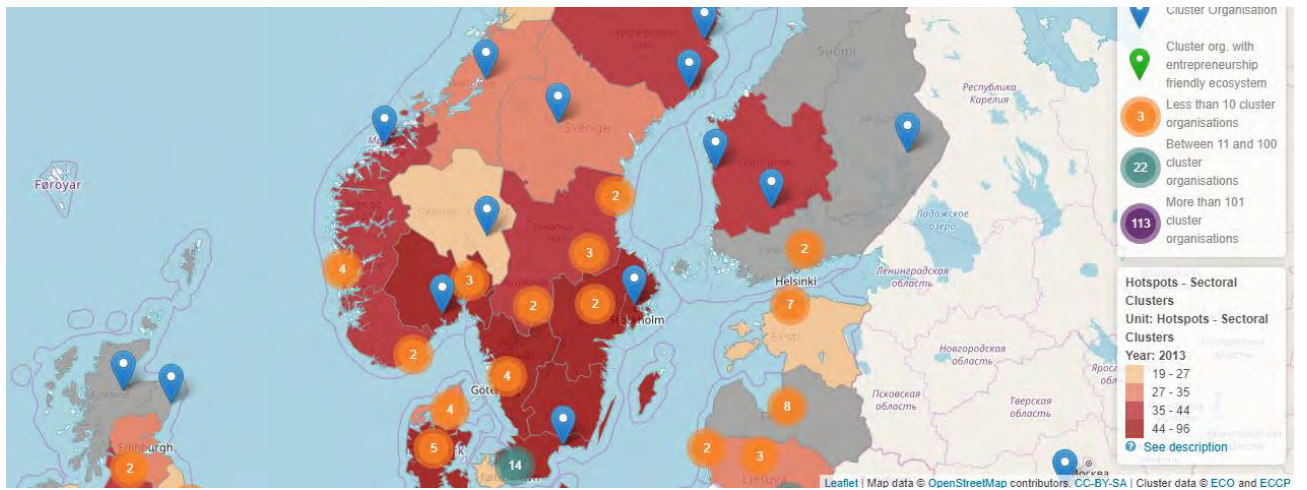 Cluster Organisation
Cluster org. with
entrepreneurship
friendly ecosystem
3
Less than 10 cluster
organisations
22
Between 11 and 100
cluster
organisations
113
More than 101
cluster
organisations
Hotspots - Sectoral
Clusters
Unit: Hotspots - Sectoral
Clusters
Year: 2013
19 - 27
27 - 35
35 - 44
44 - 96
See description
Suomi
Республика
Карелия
Sverige
Føroyar
Ладожское
озеро
2
3
2
4
3
2
2
Helsinki
Ленинградская
область
7
Stockholm
Eesti
Новгородская
область
2
4
Псковская
область
Тверская
область
4
8
Edinburgh
5
2
3
14
2
Lietuva
Москва
Leaflet | Map data © OpenStreetMap contributors, CC-BY-SA | Cluster data © ECO and ECCP